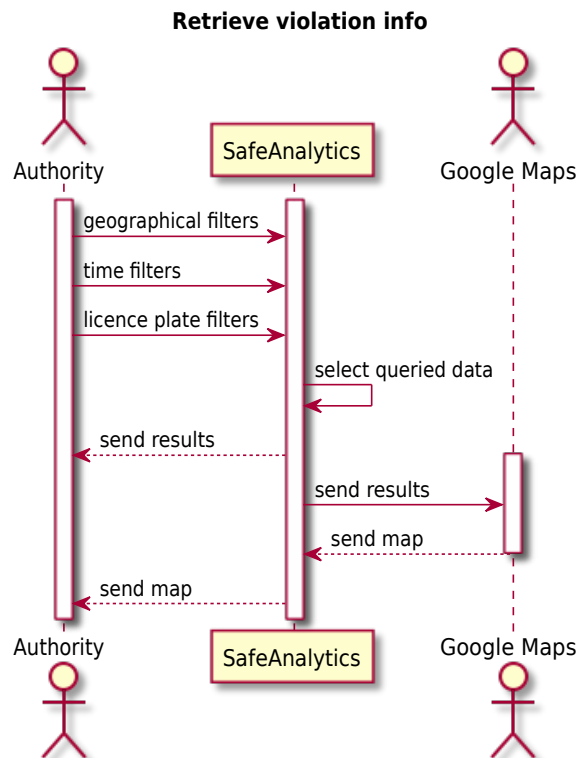 Retrieve violation info
Authority
SafeAnalytics
Google Maps
geographical filters
time filters
licence plate filters
select queried data
send results
send results
send map
send map
Authority
SafeAnalytics
Google Maps